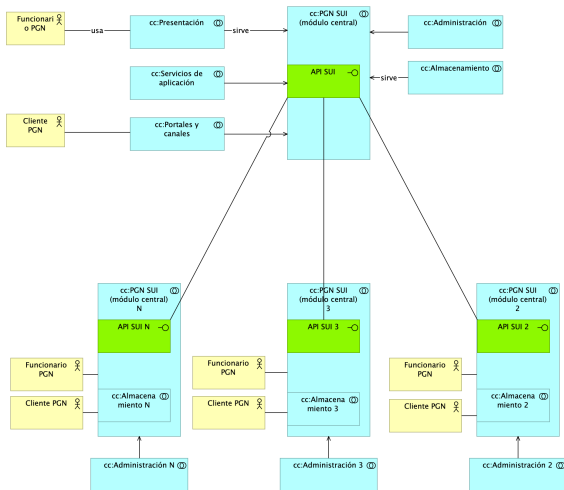 Funcionari
o PGN
usa
cc:Presentación
sirve
cc:PGN SUI
(módulo central)
cc:Administración
cc:Servicios de
aplicación
API SUI
sirve
cc:Almacenamiento
Cliente
PGN
cc:Portales y
canales
cc:PGN SUI
(módulo central)
N
API SUI N
Funcionario
PGN
Cliente PGN
cc:Almacena
miento N
cc:Administración N
cc:PGN SUI
(módulo central)
3
API SUI 3
Funcionario
PGN
Cliente PGN
cc:Almacena
miento 3
cc:Administración 3
cc:PGN SUI
(módulo central)
2
API SUI 2
Funcionario
PGN
Cliente PGN
cc:Almacena
miento 2
cc:Administración 2